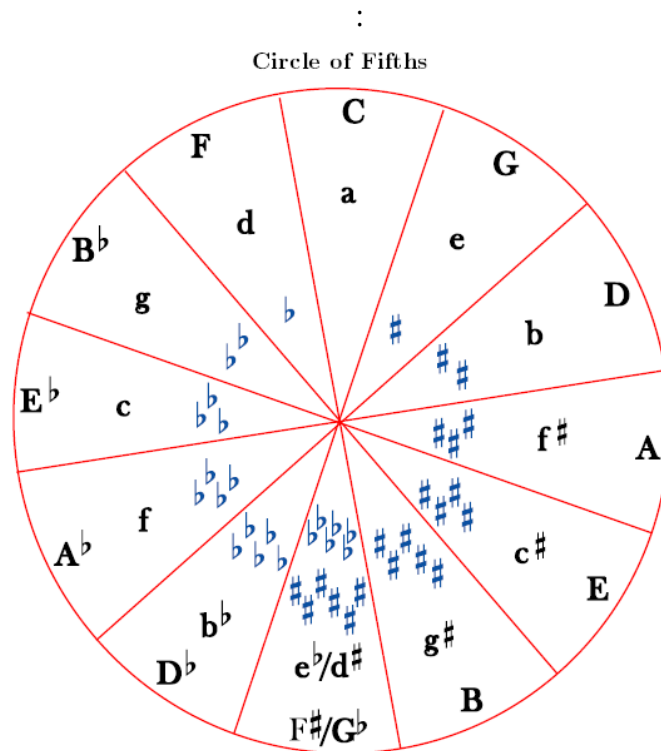 :
Circle of Fifths
C
a
G
e
♯
D
b
♯♯
A
f♯
♯♯♯
E
c♯
♯♯♯♯
B
g♯
♯♯♯♯♯
♭♭♭♭♭♭
♯♯♯♯♯♯
e♭/d♯
F♯/G♭
D♭
b♭
♭♭♭♭♭
A♭
f
♭♭♭♭
E♭
c
♭♭♭
B♭
g
♭♭
F
d
♭